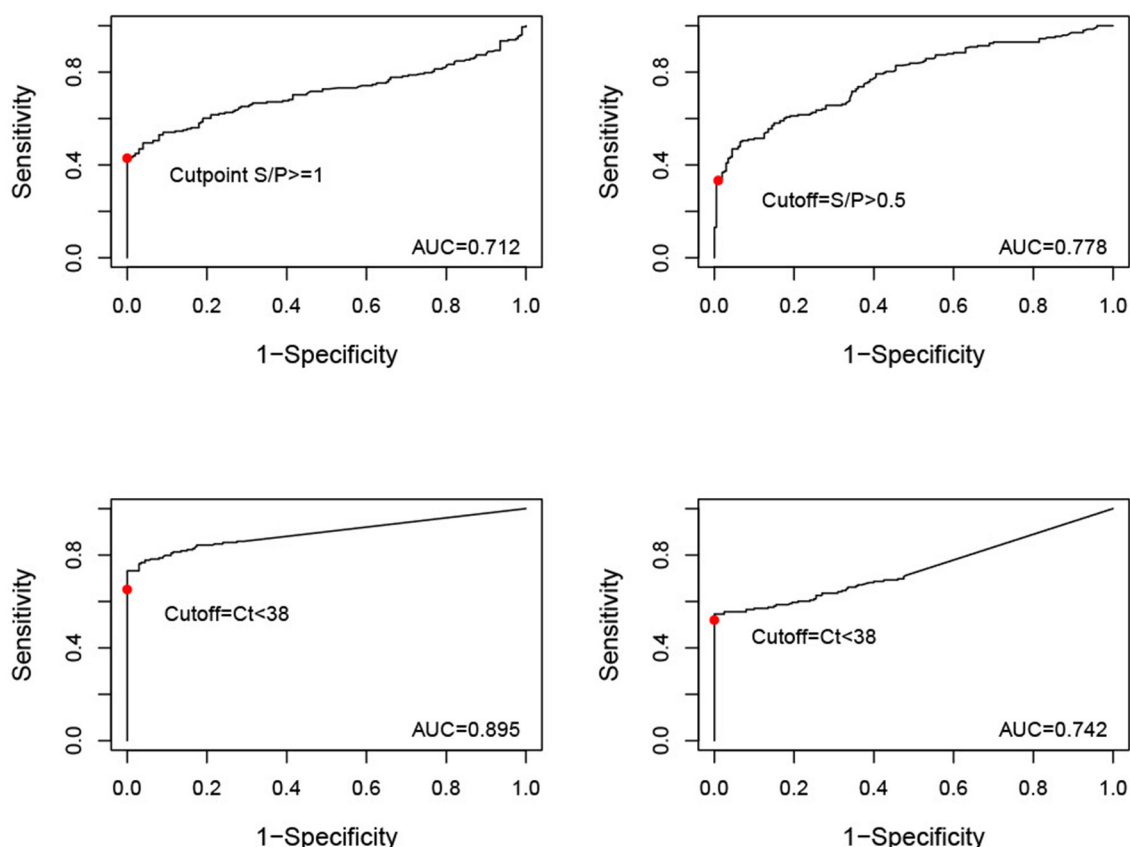 Sensitivity
0.8
0.4
0.0
Cutpoint S/P>=1
AUC=0.712
0.0 0.2 0.4 0.6 0.8 1.0
1−Specificity
Sensitivity
0.8
0.4
0.0
Cutoff=S/P>0.5
AUC=0.778
0.0 0.2 0.4 0.6 0.8 1.0
1−Specificity
Sensitivity
0.8
0.4
0.0
Cutoff=Ct<38
AUC=0.895
0.0 0.2 0.4 0.6 0.8 1.0
1−Specificity
Sensitivity
0.8
0.4
0.0
Cutoff=Ct<38
AUC=0.742
0.0 0.2 0.4 0.6 0.8 1.0
1−Specificity